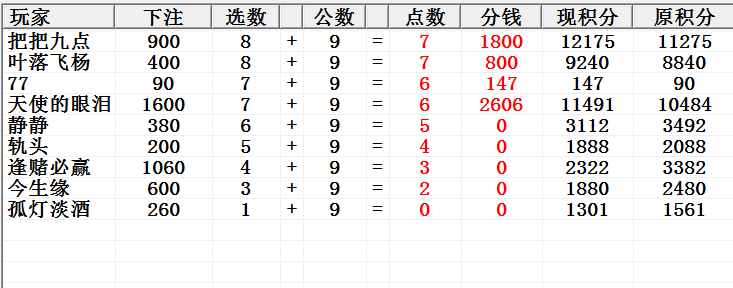 玩家 下注 选数 公数 点数 分钱 现积分 原积分
把把九点 900 8 + 9 = 7 1800 12175 11275
叶落飞杨 400 8 + 9 = 7 800 9240 8840
77 90 7 + 9 = 6 147 147 90
天使的眼泪 1600 7 + 9 = 6 2606 11491 10484
静静 380 6 + 9 = 5 0 3112 3492
轨头 200 5 + 9 = 4 0 1888 2088
逢赌必赢 1060 4 + 9 = 3 0 2322 3382
今生缘 600 3 + 9 = 2 0 1880 2480
孤灯淡酒 260 1 + 9 = 0 0 1301 1561